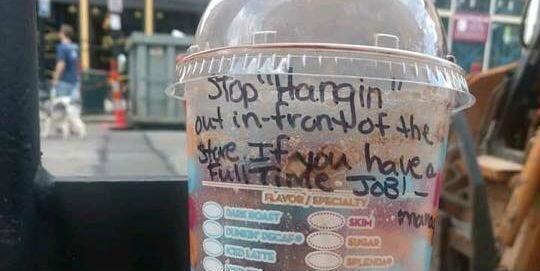 Stop "Hangin"
out in-front of the
store. If you have a
Full Time JOB! -
FLAVOR/SPECIALTY
DARK ROAST
SKIM
DUNKIN' DECAF®
SUGAR
ICED LATTE
SPLENDA®